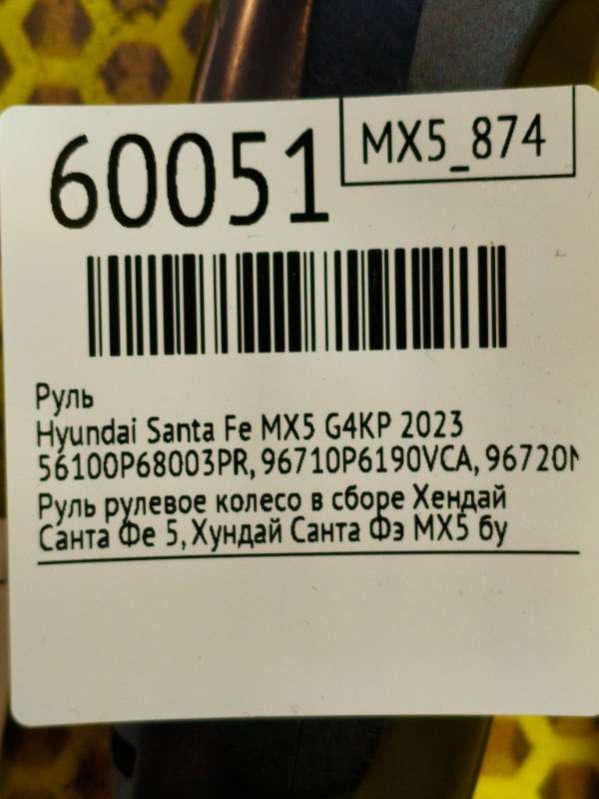 60051
MX5_874
Руль
Hyundai Santa Fe MX5 G4KP 2023
56100P68003PR, 96710P6190VCA, 96720N
Руль рулевое колесо в сборе Хендай
Санта Фе 5, Хундай Санта Фэ MX5 бу